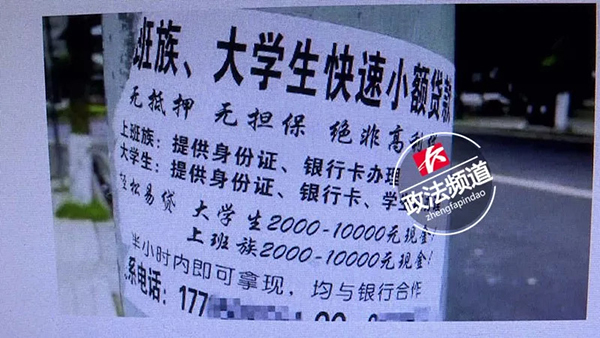 班族、大学生快速小额贷款
无抵押 无担保 绝非高利
上班族：提供身份证、银行卡办理
大学生：提供身份证、银行卡、学生
轻松易贷 大学生2000-10000元现金！
上班族2000-10000元现金！
半小时内即可拿现，均与银行合作
系电话：177
政法频道
zhengfapindao